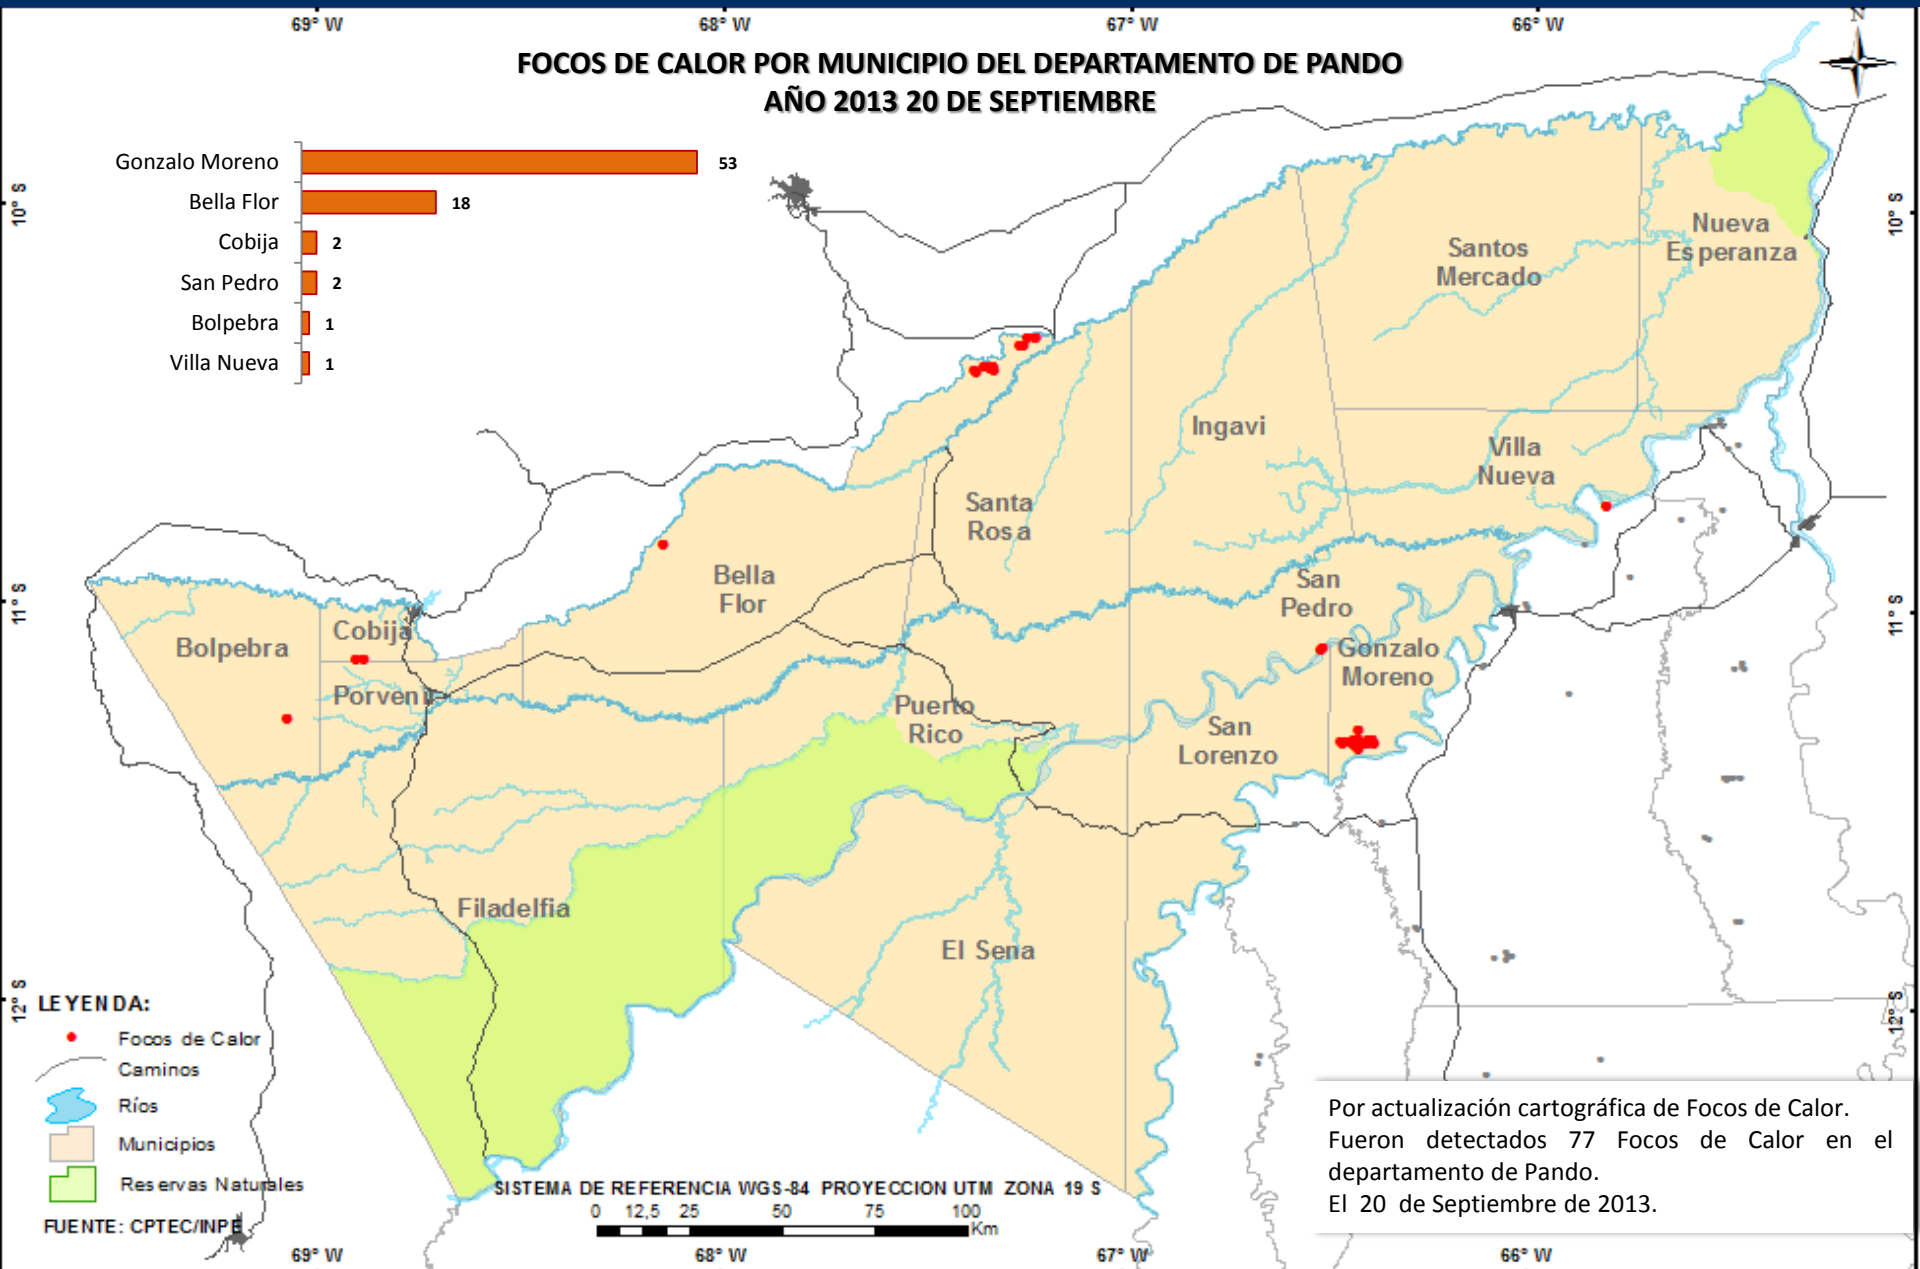 69° W
68° W
67° W
66° W
N
FOCOS DE CALOR POR MUNICIPIO DEL DEPARTAMENTO DE PANDO
AÑO 2013 20 DE SEPTIEMBRE
Gonzalo Moreno 53
Bella Flor 18
Cobija 2
San Pedro 2
Bolpebra 1
Villa Nueva 1
10° S
10° S
Nueva
Esperanza
Santos
Mercado
Ingavi
Villa
Nueva
Santa
Rosa
Bella
Flor
San
Pedro
11° S
11° S
Cobija
Bolpebra
Gonzalo
Moreno
Porvenir
Puerto
Rico
San
Lorenzo
Filadelfia
El Sena
12° S
12° S
LEYENDA:
Focos de Calor
Caminos
Ríos
Municipios
Reservas Naturales
FUENTE: CPTEC/INPE
SISTEMA DE REFERENCIA WGS-84 PROYECCION UTM ZONA 19 S
0 12,5 25 50 75 100
Km
Por actualización cartográfica de Focos de Calor.
Fueron detectados 77 Focos de Calor en el
departamento de Pando.
El 20 de Septiembre de 2013.
69° W
68° W
67° W
66° W